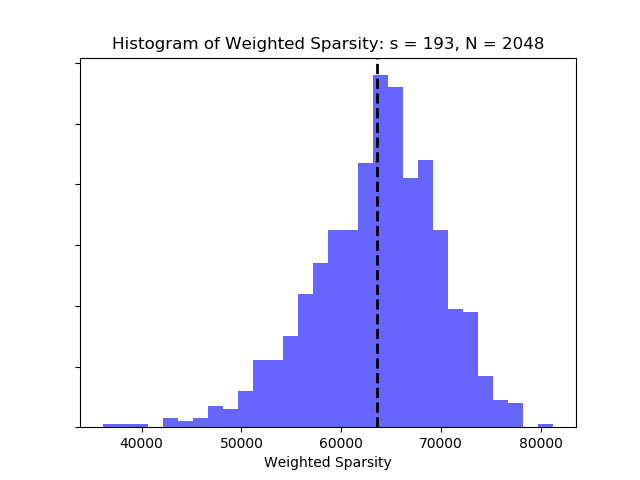 Histogram of Weighted Sparsity: s = 193, N = 2048
40000 50000 60000 70000 80000
Weighted Sparsity